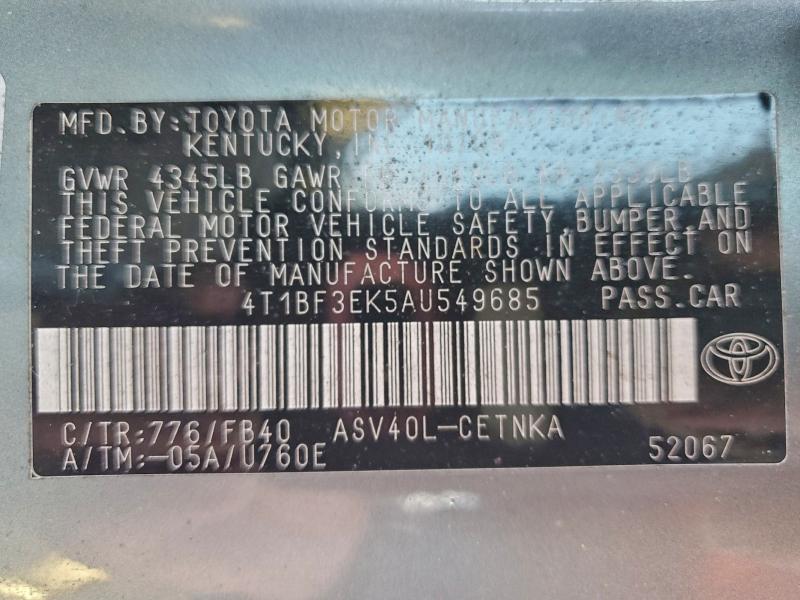 MFD.BY:TOYOTA MOTOR MANUFACTURING
KENTUCKY,INC.
GVWR 4345LB GAWR
THIS VEHICLE CONFORMS TO ALL APPLICABLE
FEDERAL MOTOR VEHICLE SAFETY,BUMPER,AND
THEFT PREVENTION STANDARDS IN EFFECT ON
THE DATE OF MANUFACTURE SHOWN ABOVE.
4T1BF3EK5AU549685 PASS.CAR
C/TR:776/FB40 ASV40L-CETNKA
A/TM:-05A/U760E 52067